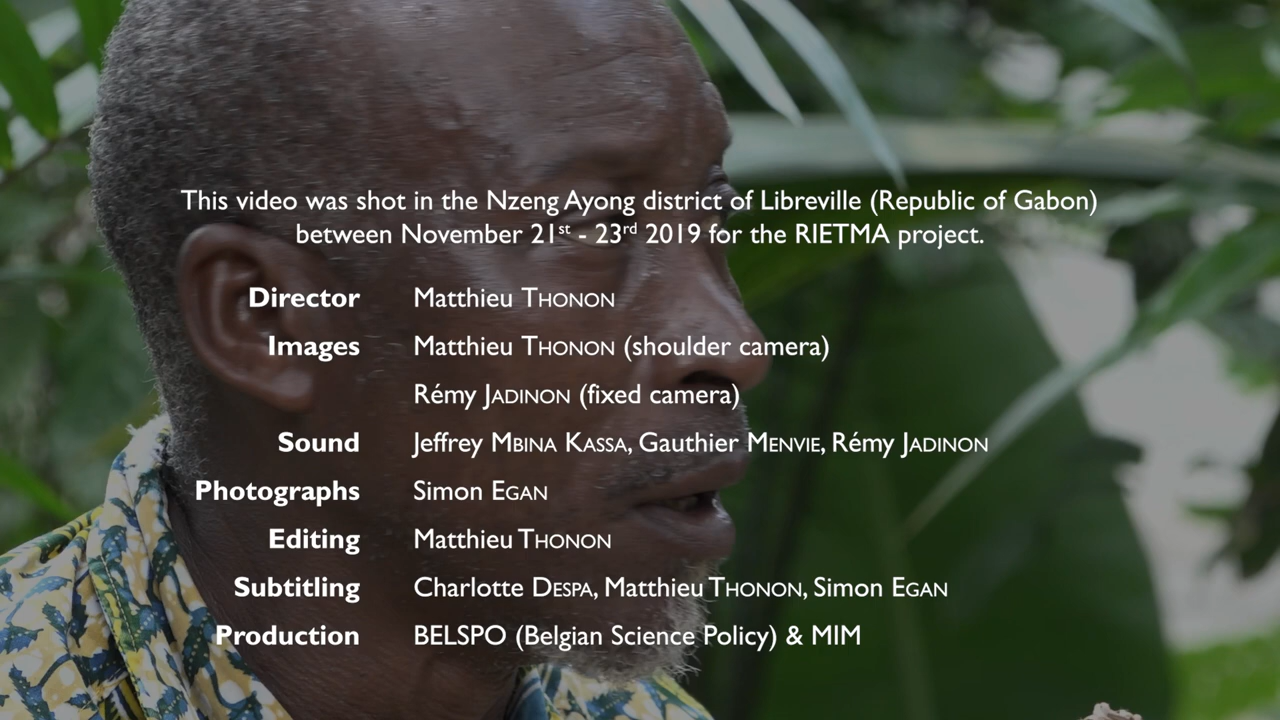 This video was shot in the Nzeng Ayong district of Libreville (Republic of Gabon)
between November 21st - 23rd 2019 for the RIETMA project.
Director Matthieu THONON
Images Matthieu THONON (shoulder camera)
Rémy JADINON (fixed camera)
Sound Jeffrey MBINA KASSA, Gauthier MENVIE, Rémy JADINON
Photographs Simon EGAN
Editing Matthieu THONON
Subtitling Charlotte DESPA, Matthieu THONON, Simon EGAN
Production BELSPO (Belgian Science Policy) & MIM